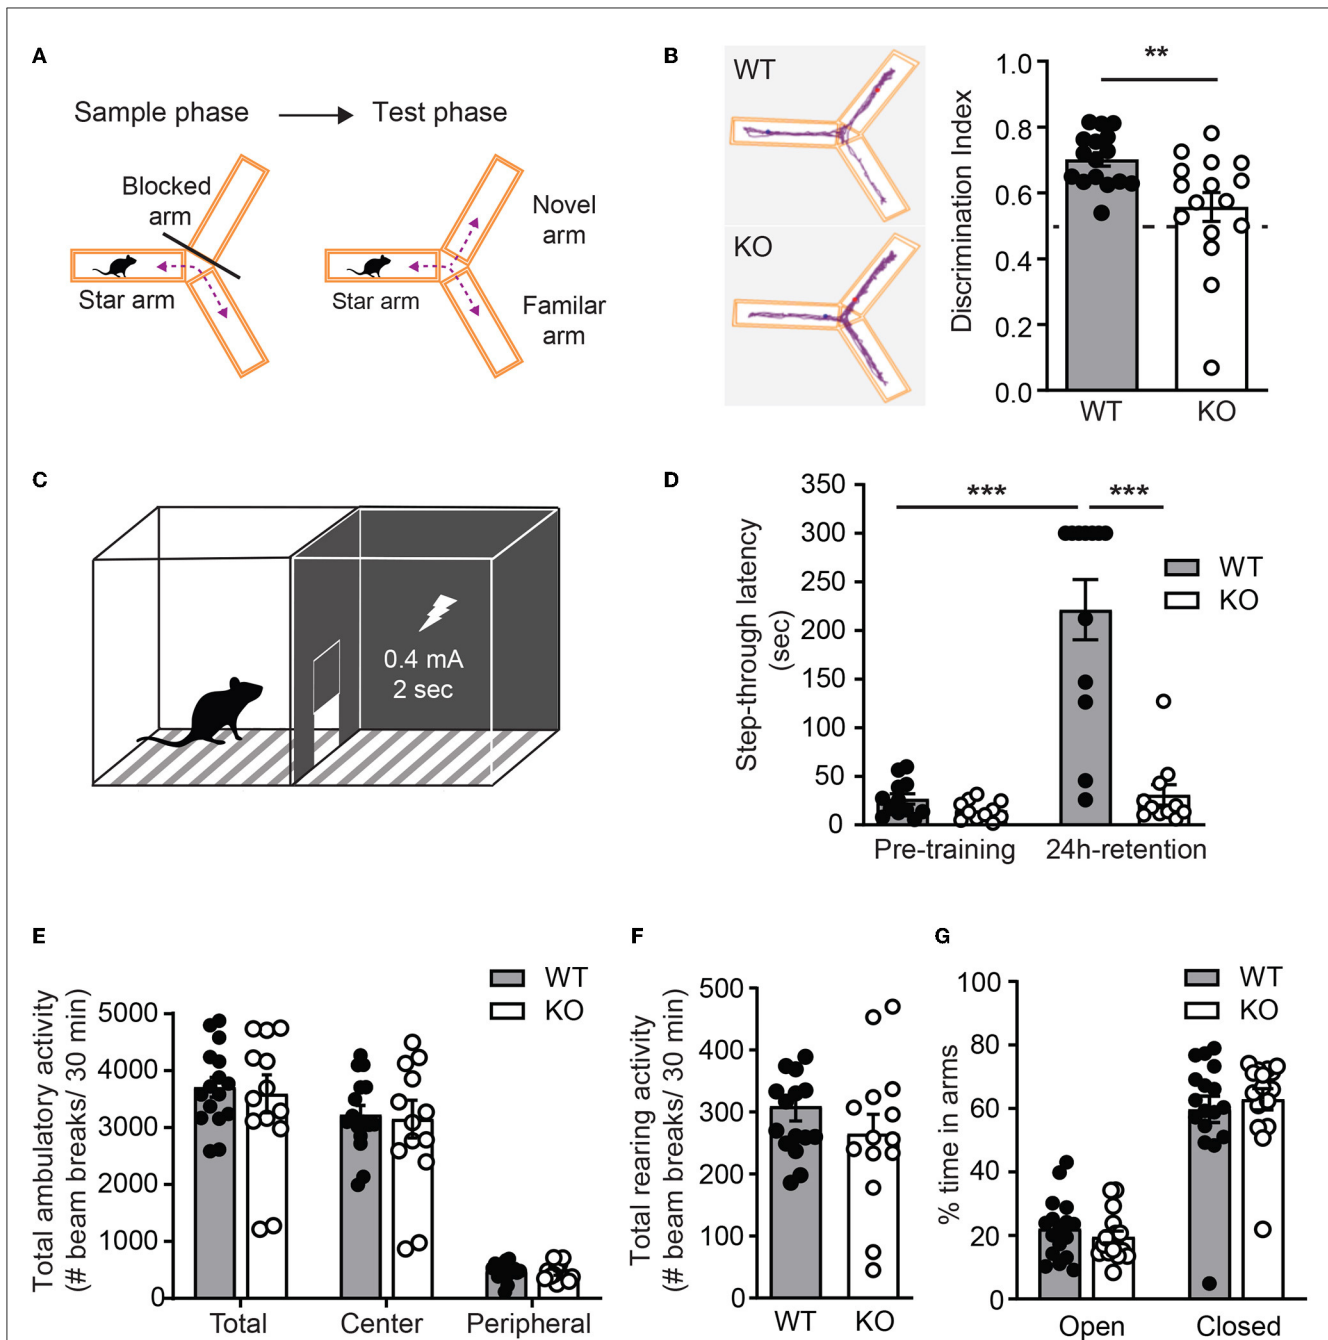 A
Sample phase
Test phase
Blocked
arm
Star arm
Novel
arm
Star arm
Familar
arm
B
WT
KO
**
Discrimination Index
1.0
0.8
0.6
0.4
0.2
0.0
WT
KO
C
0.4 mA
2 sec
D
Step-through latency
(sec)
350
300
250
200
150
100
50
0
***
***
WT
KO
Pre-training
24h-retention
E
Total ambulatory activity
(# beam breaks/ 30 min)
5000
4000
3000
2000
1000
0
WT
KO
Total
Center
Peripheral
F
Total rearing activity
(# beam breaks/ 30 min)
500
400
300
200
100
0
WT
KO
G
% time in arms
100
80
60
40
20
0
WT
KO
Open
Closed